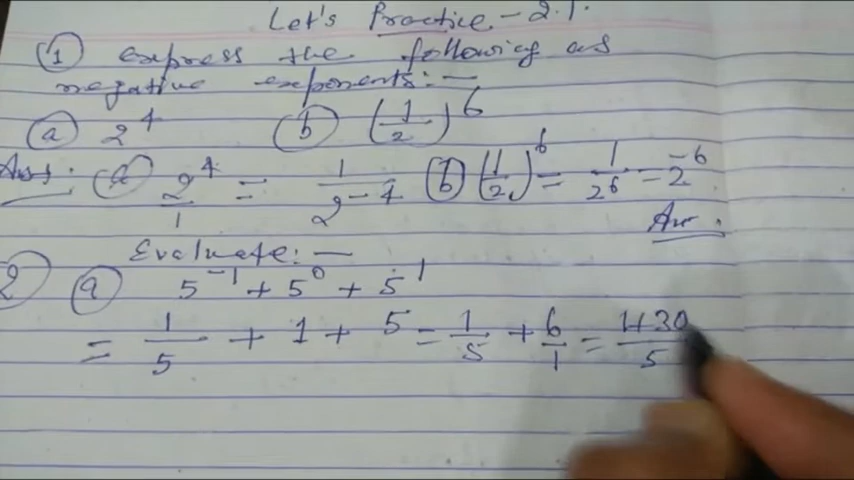 Let's Practice - 2.1.
(1) express the following as
negative exponents: —
(a) 2^4 (b) (1/2)^6
Ans: (a) 2^4/1 = 1/2^-4 (b) (1/2)^6 = 1/2^6 = 2^-6
Ans.
Evaluate: —
2 (a) 5^-1 + 5^0 + 5^1
= 1/5 + 1 + 5 = 1/5 + 6/1 = 1+30/5